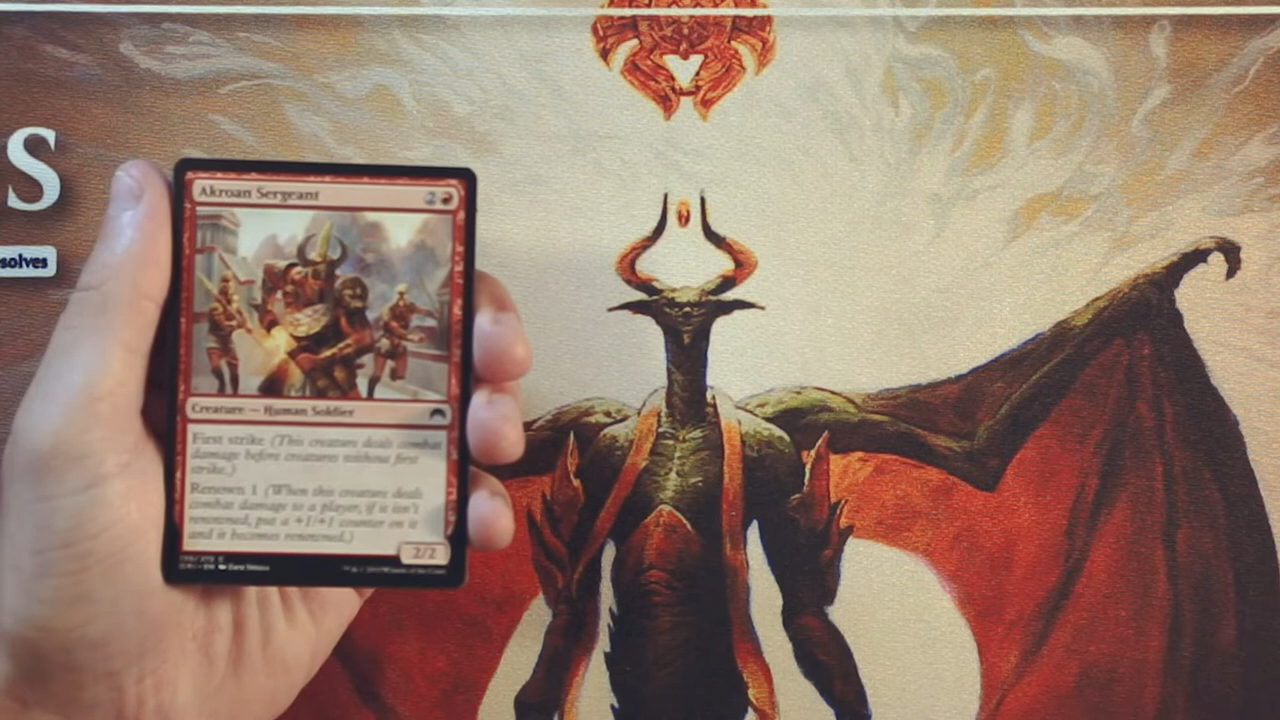 S
solves
Akroan Sergeant 2
Creature — Human Soldier
First strike (This creature deals combat
damage before creatures without first
strike.)
Renown 1 (When this creature deals
combat damage to a player, if it isn't
renowned, put a +1/+1 counter on it
and it becomes renowned.)
2/2